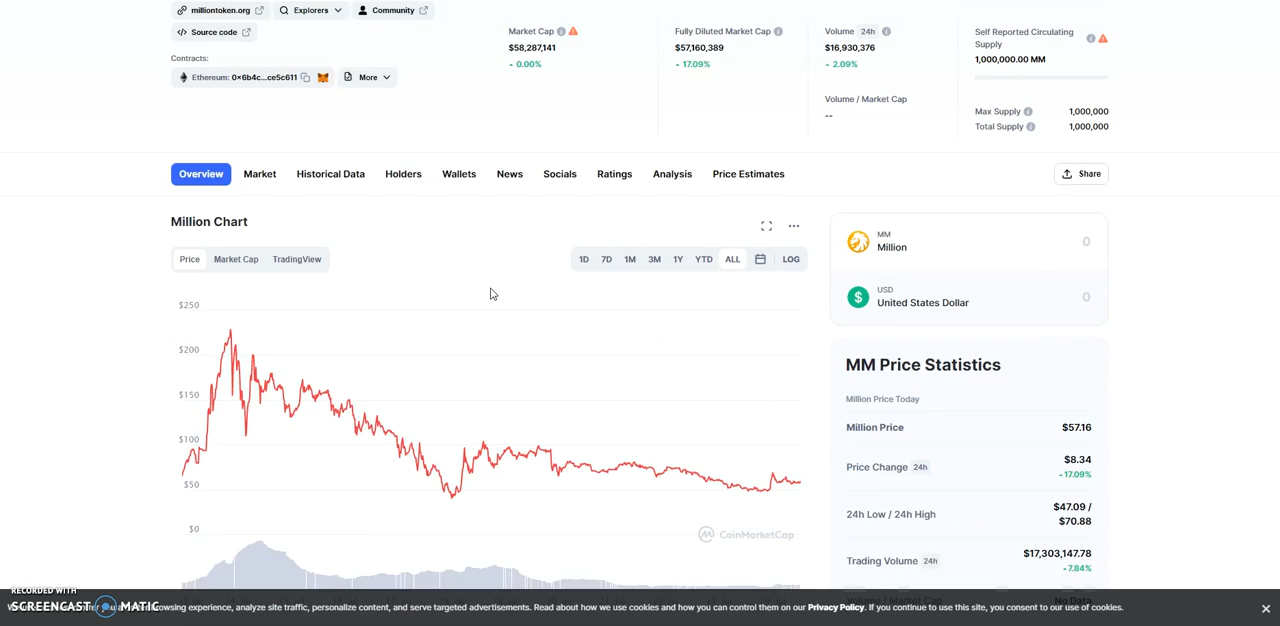 milliontoken.org
Explorers
Community
Source code
Contracts:
Ethereum: 0×6b4c...ce5c611
More
Market Cap
$58,287,141
0.00%
Fully Diluted Market Cap
$57,160,389
17.09%
Volume 24h
$16,930,376
2.09%
Volume / Market Cap
--
Self Reported Circulating
Supply
1,000,000.00 MM
Max Supply 1,000,000
Total Supply 1,000,000
Overview Market Historical Data Holders Wallets News Socials Ratings Analysis Price Estimates
Share
Million Chart
Price Market Cap TradingView
1D 7D 1M 3M 1Y YTD ALL LOG
$250
$200
$150
$100
$50
$0
CoinMarketCap
MM
Million
0
USD
United States Dollar
0
MM Price Statistics
Million Price Today
Million Price $57.16
Price Change 24h $8.34
17.09%
24h Low / 24h High $47.09 /
$70.88
Trading Volume 24h $17,303,147.78
7.84%
Volume / Market Cap No Data
RECORDED WITH
SCREENCAST MATIC
browsing experience, analyze site traffic, personalize content, and serve targeted advertisements. Read about how we use cookies and how you can control them on our Privacy Policy. If you continue to use this site, you consent to our use of cookies.